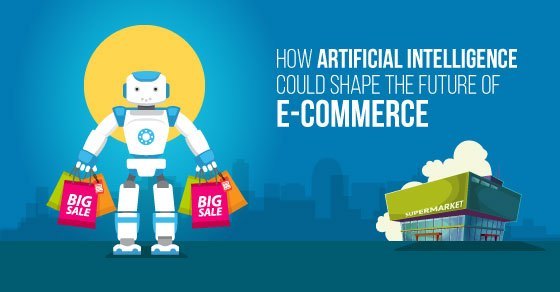 HOW ARTIFICIAL INTELLIGENCE
COULD SHAPE THE FUTURE OF
E-COMMERCE
BIG
SALE
BIG
SALE
SUPERMARKET